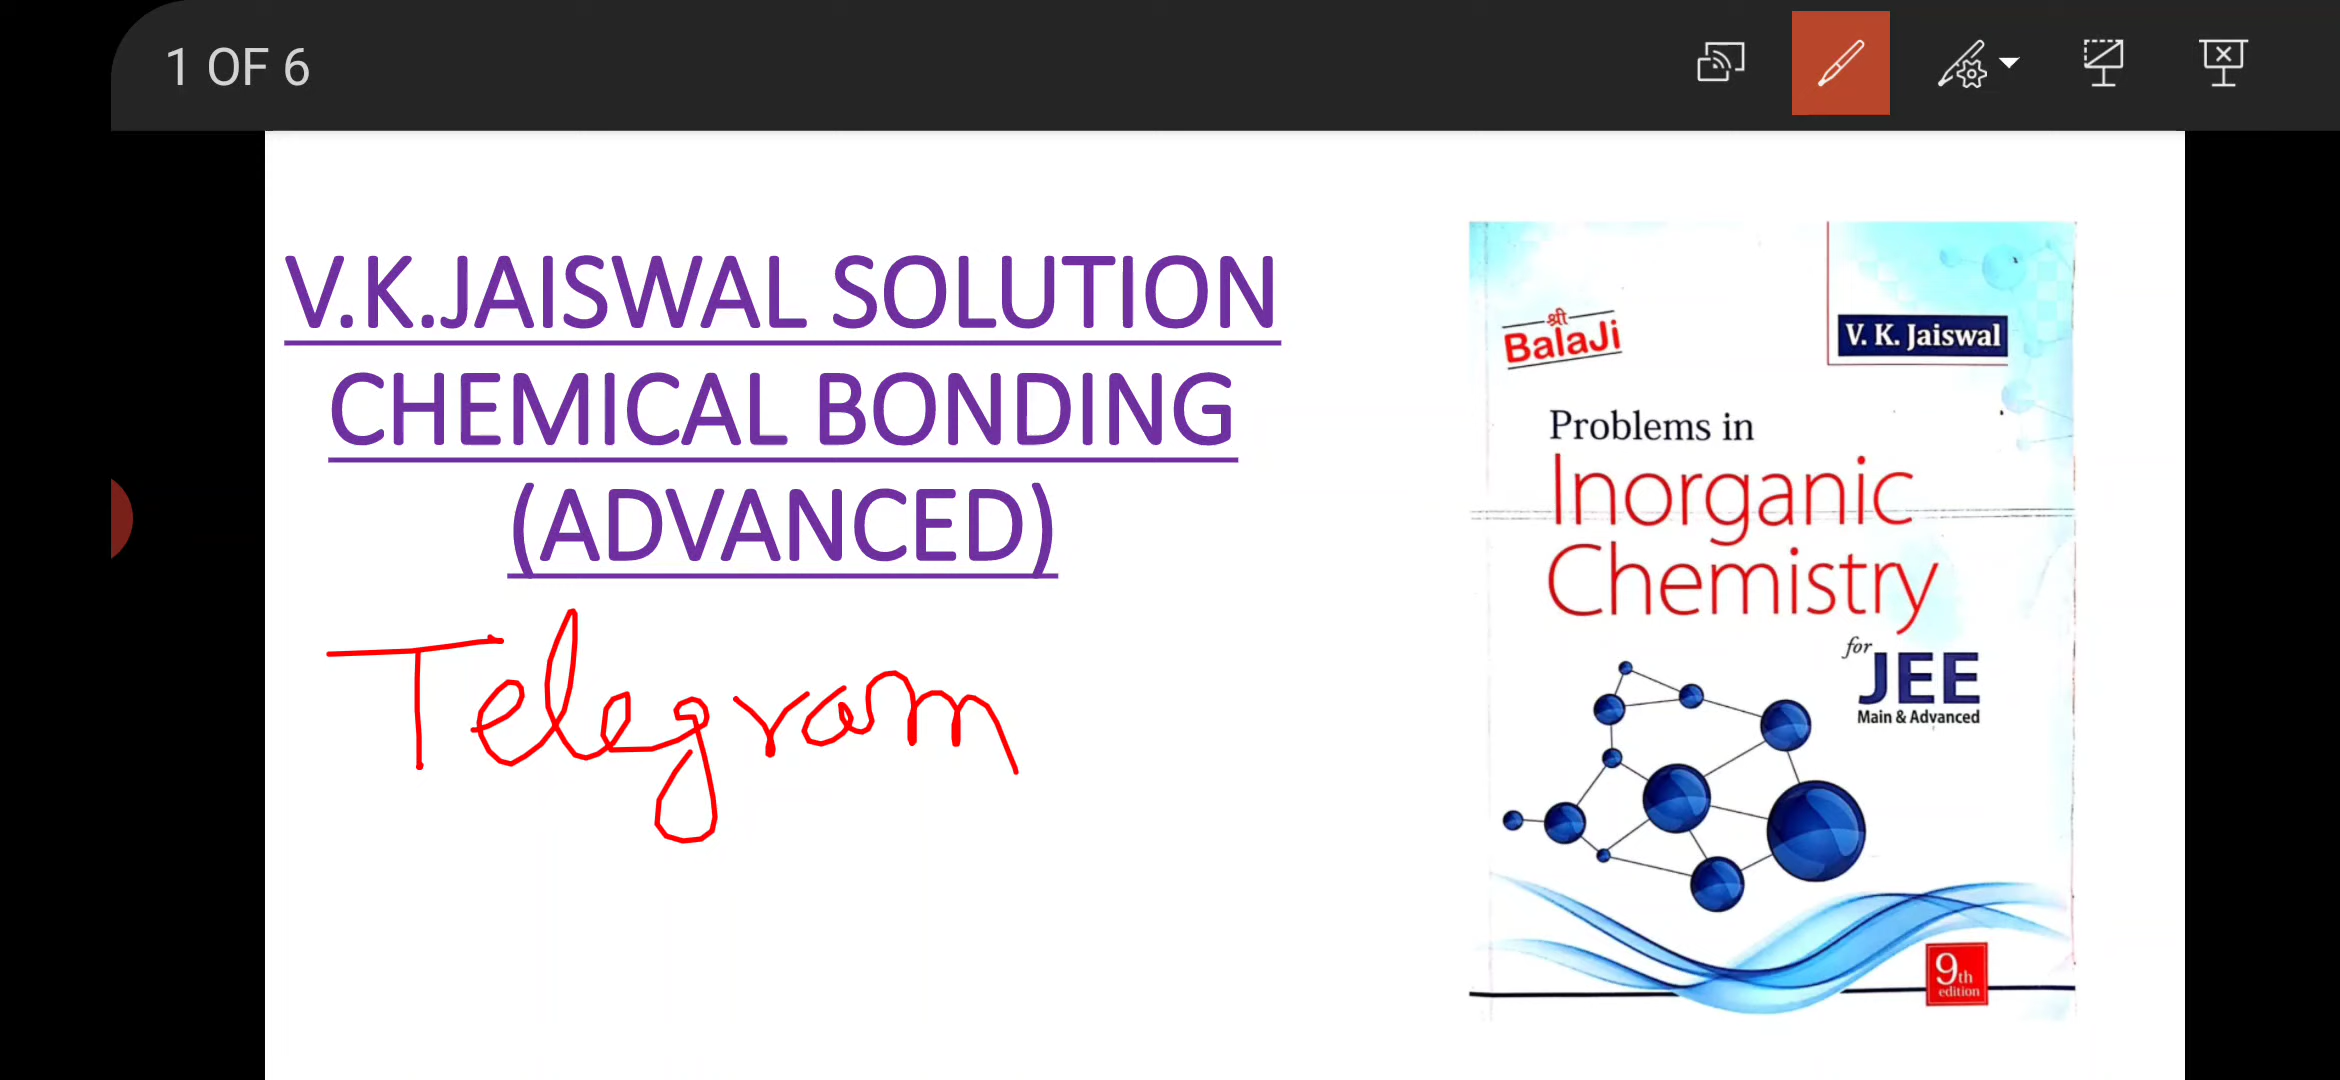 1 OF 6
V.K.JAISWAL SOLUTION
CHEMICAL BONDING
(ADVANCED)
Telegram
श्री
BalaJi
V. K. Jaiswal
Problems in
Inorganic
Chemistry
for
JEE
Main & Advanced
9th
edition